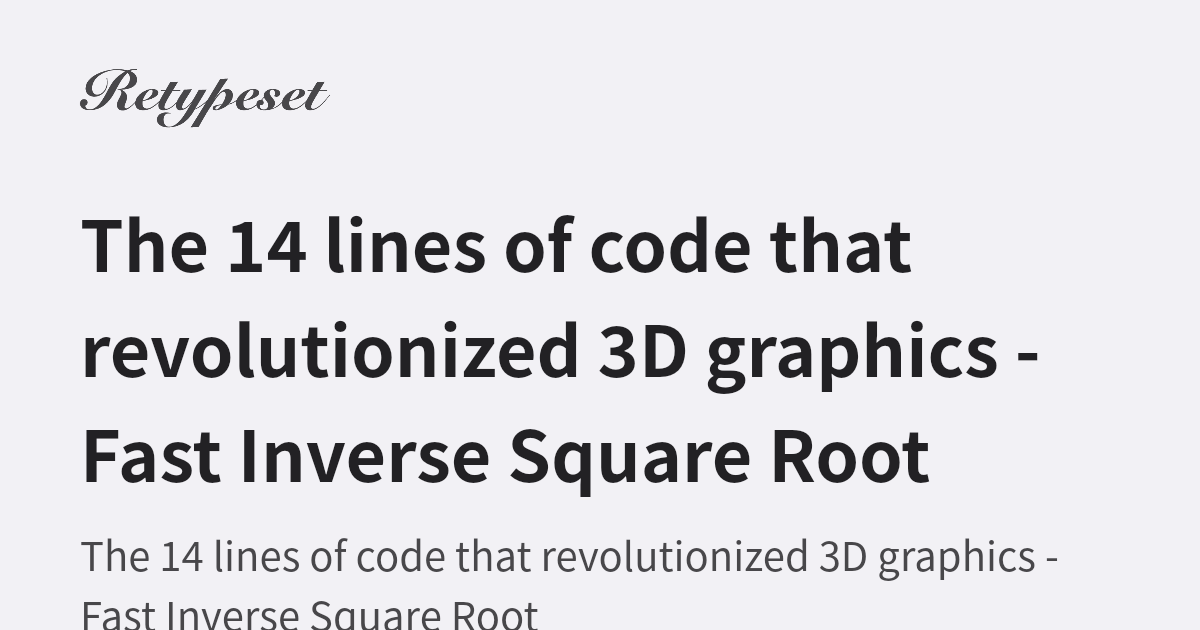 Retypeset
The 14 lines of code that
revolutionized 3D graphics -
Fast Inverse Square Root
The 14 lines of code that revolutionized 3D graphics -
Fast Inverse Square Root